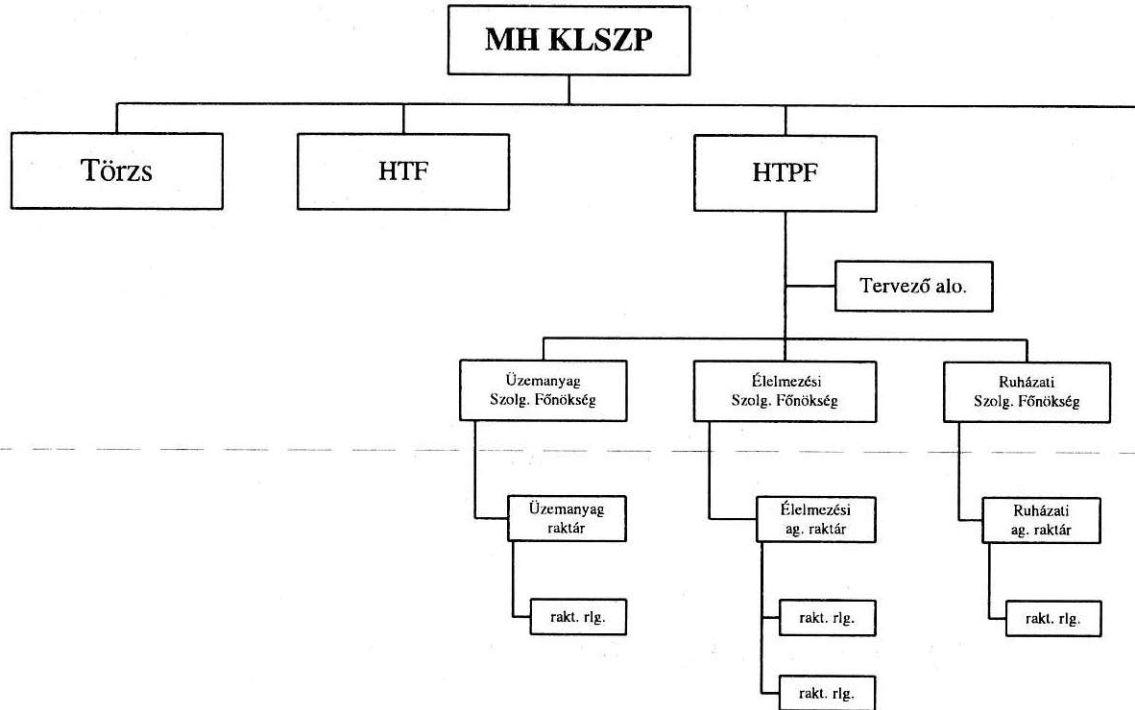 MH KLSZP
Törzs
HTF
HTPF
Tervező alo.
Üzemanyag
Szolg. Főnökség
Élelmezési
Szolg. Főnökség
Ruházati
Szolg. Főnökség
Üzemanyag
raktár
Élelmezési
ag. raktár
Ruházati
ag. raktár
rakt. rlg.
rakt. rlg.
rakt. rlg.
rakt. rlg.